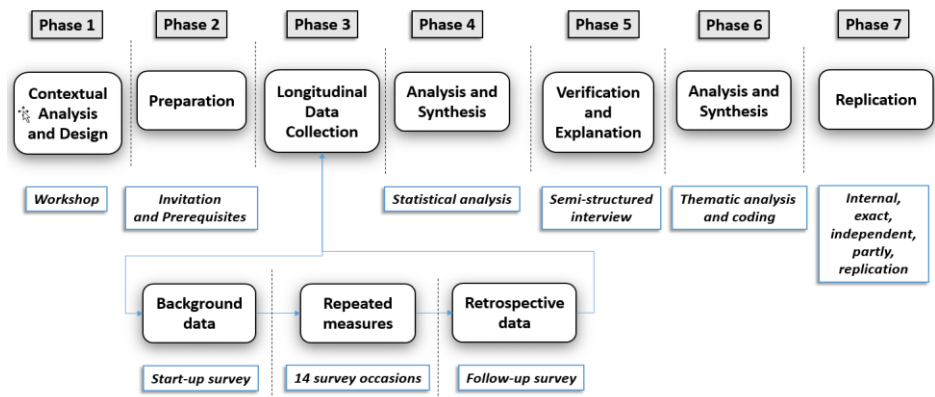 Phase 1
Phase 2
Phase 3
Phase 4
Phase 5
Phase 6
Phase 7
Contextual
Analysis
and Design
Preparation
Longitudinal
Data
Collection
Analysis and
Synthesis
Verification
and
Explanation
Analysis and
Synthesis
Replication
Workshop
Invitation
and Prerequisites
Statistical analysis
Semi-structured
interview
Thematic analysis
and coding
Internal,
exact,
independent,
partly,
replication
Background
data
Repeated
measures
Retrospective
data
Start-up survey
14 survey occasions
Follow-up survey